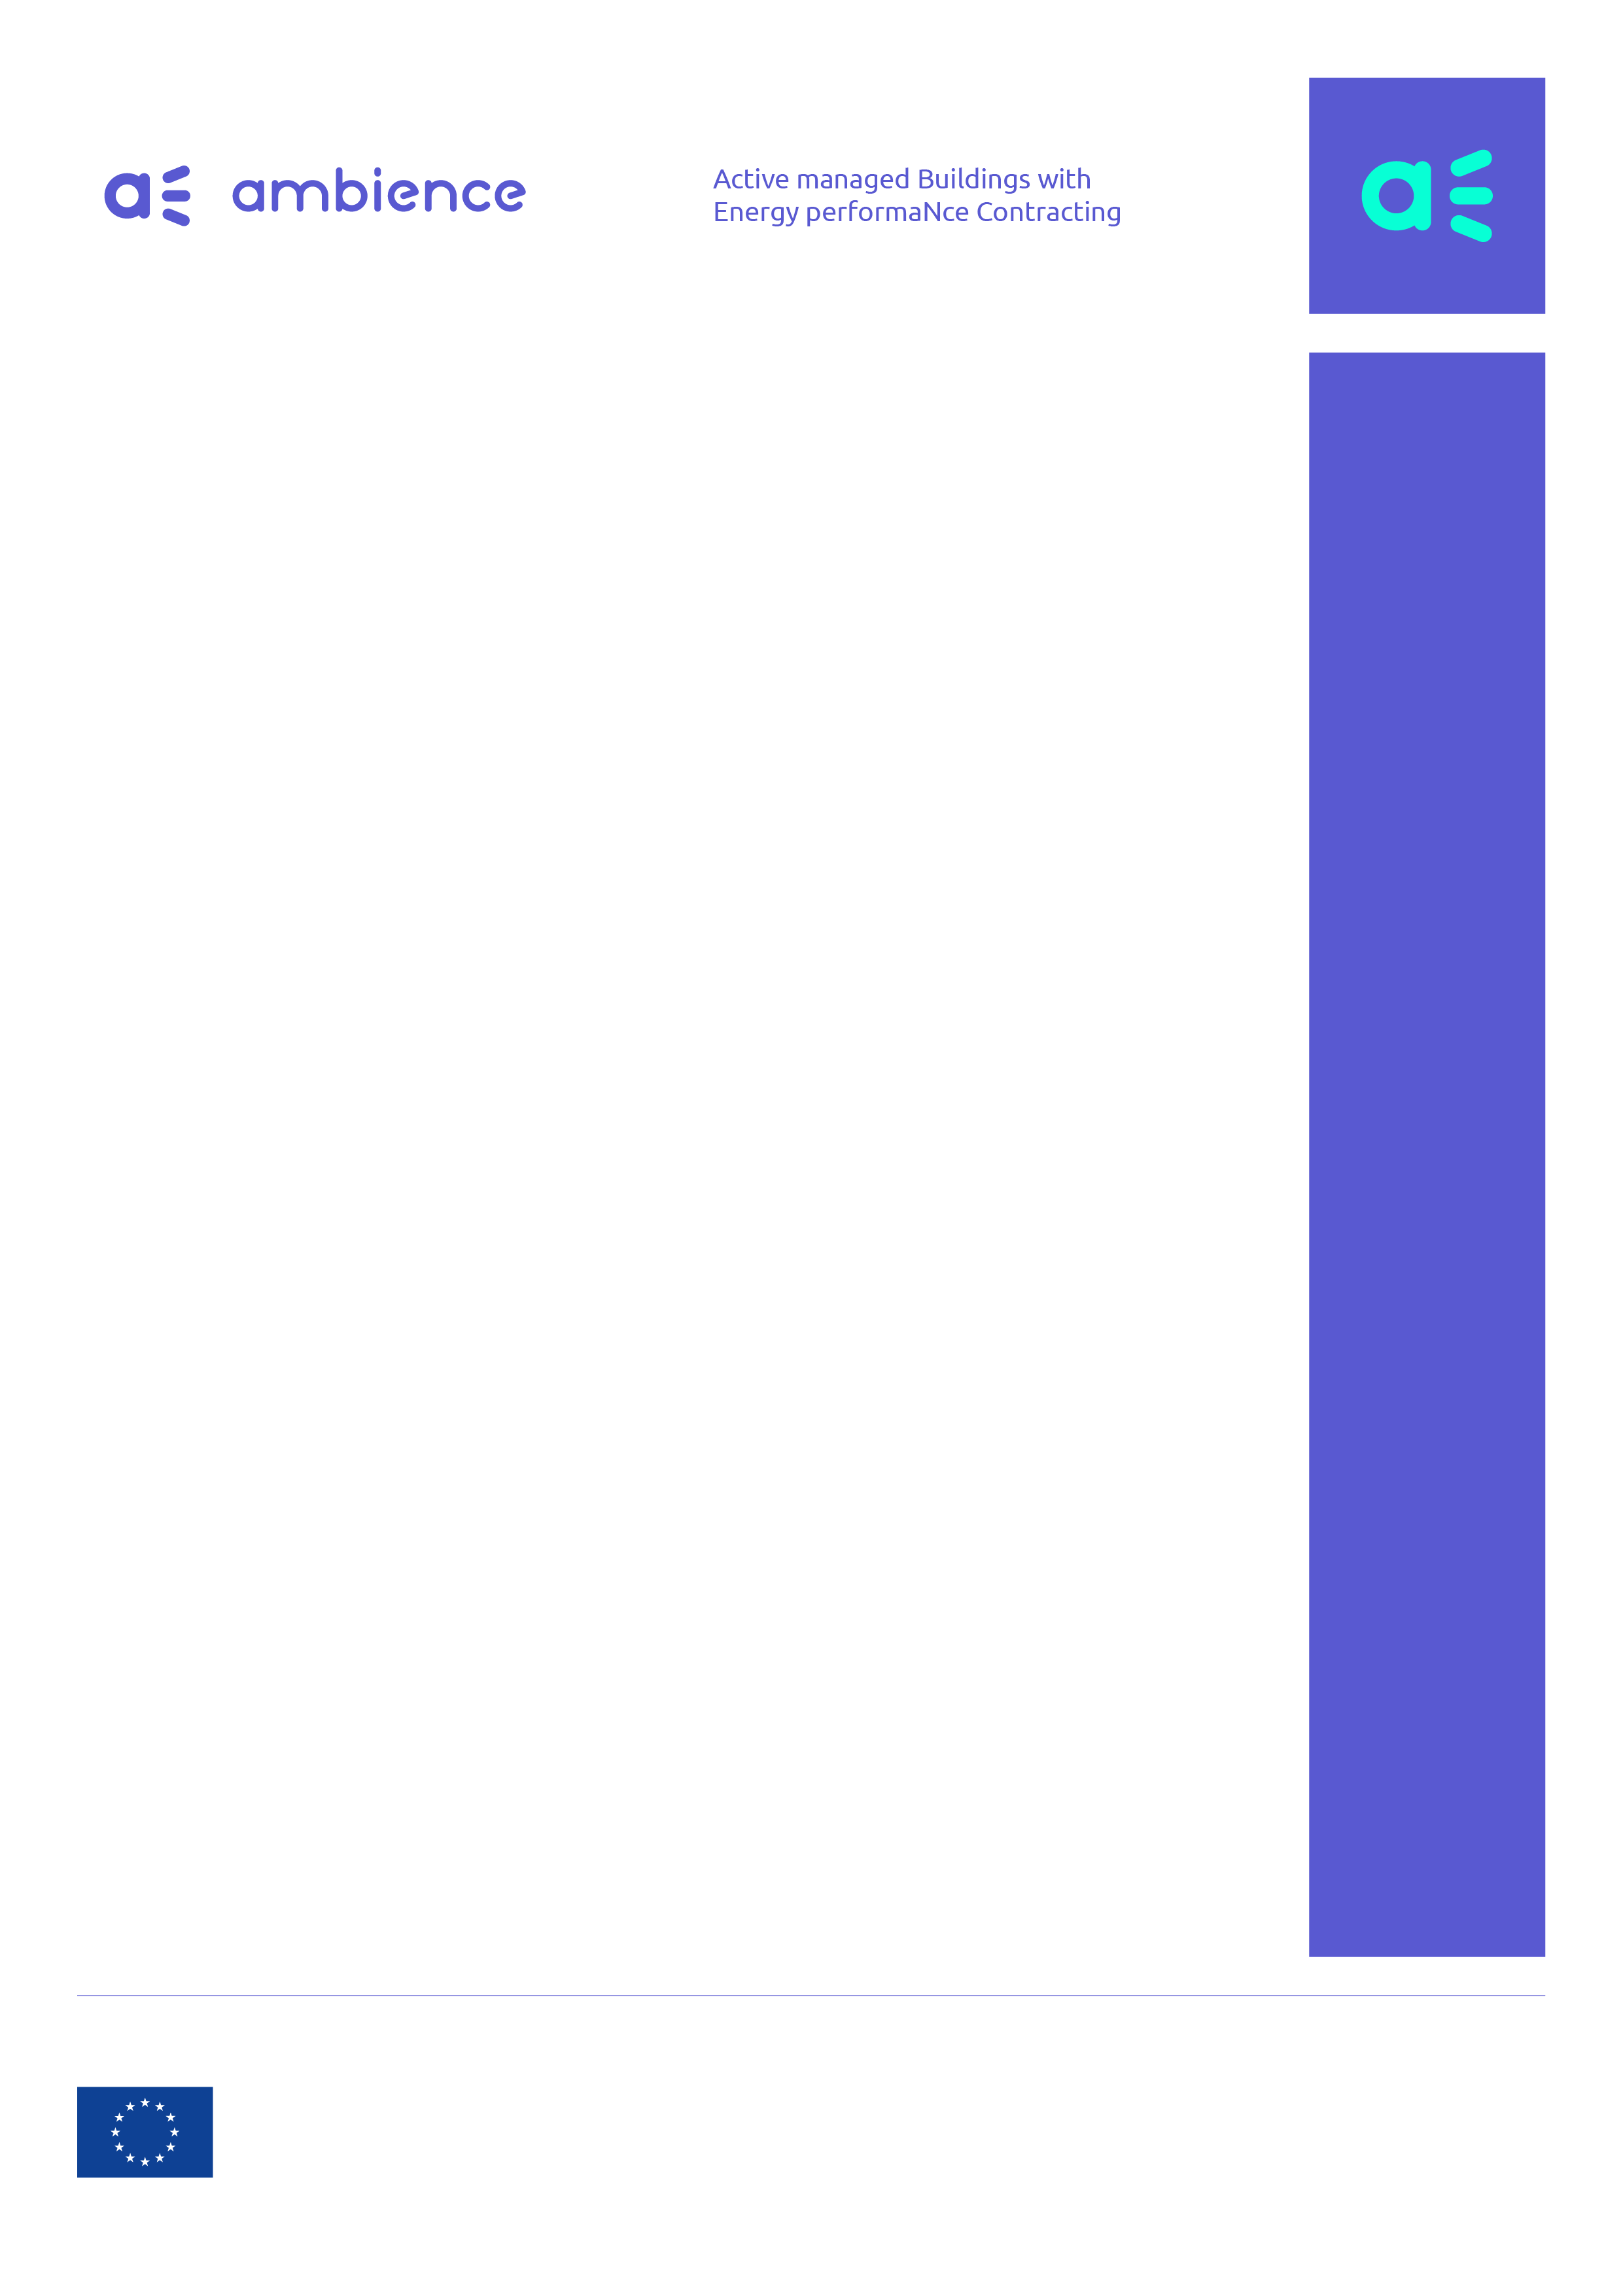 ambience
Active managed Buildings with
Energy performaNce Contracting